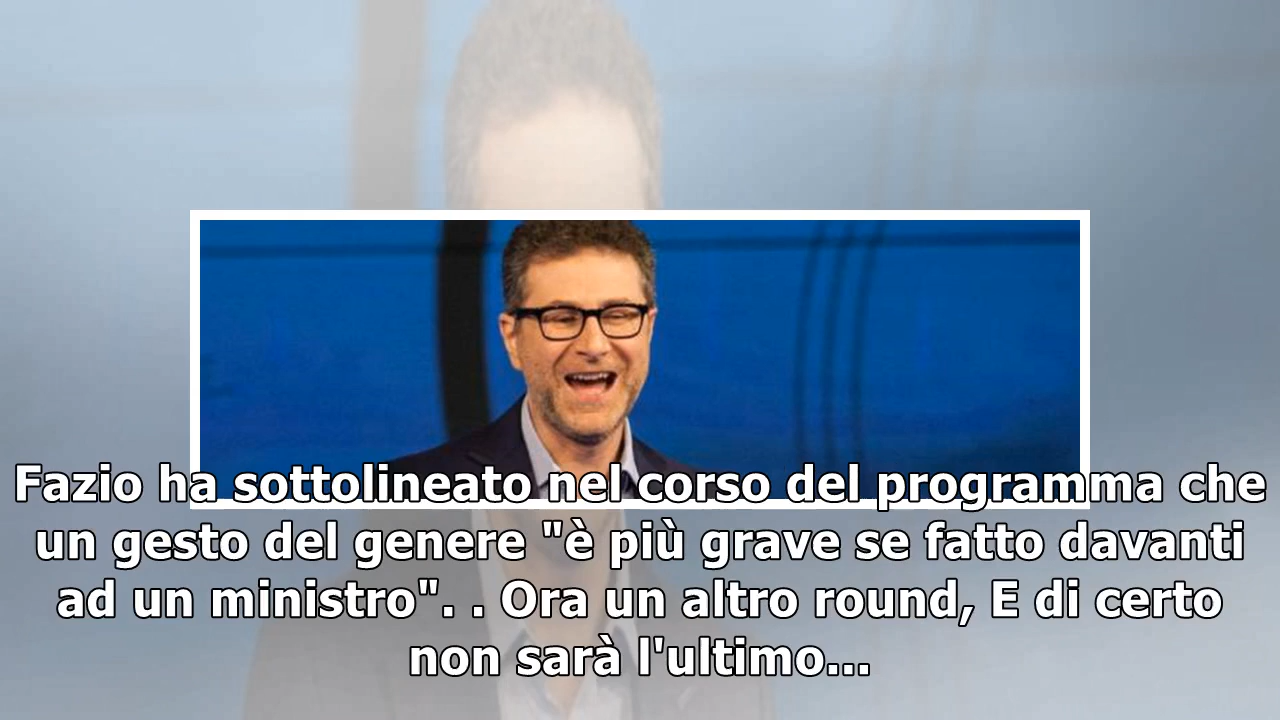 Fazio ha sottolineato nel corso del programma che
un gesto del genere "è più grave se fatto davanti
ad un ministro". . Ora un altro round, E di certo
non sarà l'ultimo...